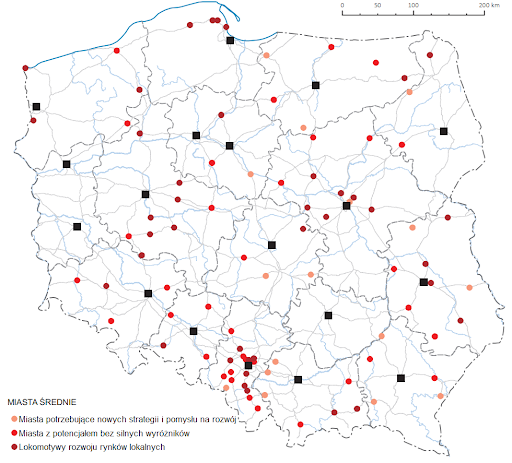 0 50 100 200 km
MIASTA ŚREDNIE
Miasta potrzebujące nowych strategii i pomysłu na rozwój
Miasta z potencjałem bez silnych wyróżników
Lokomotywy rozwoju rynków lokalnych